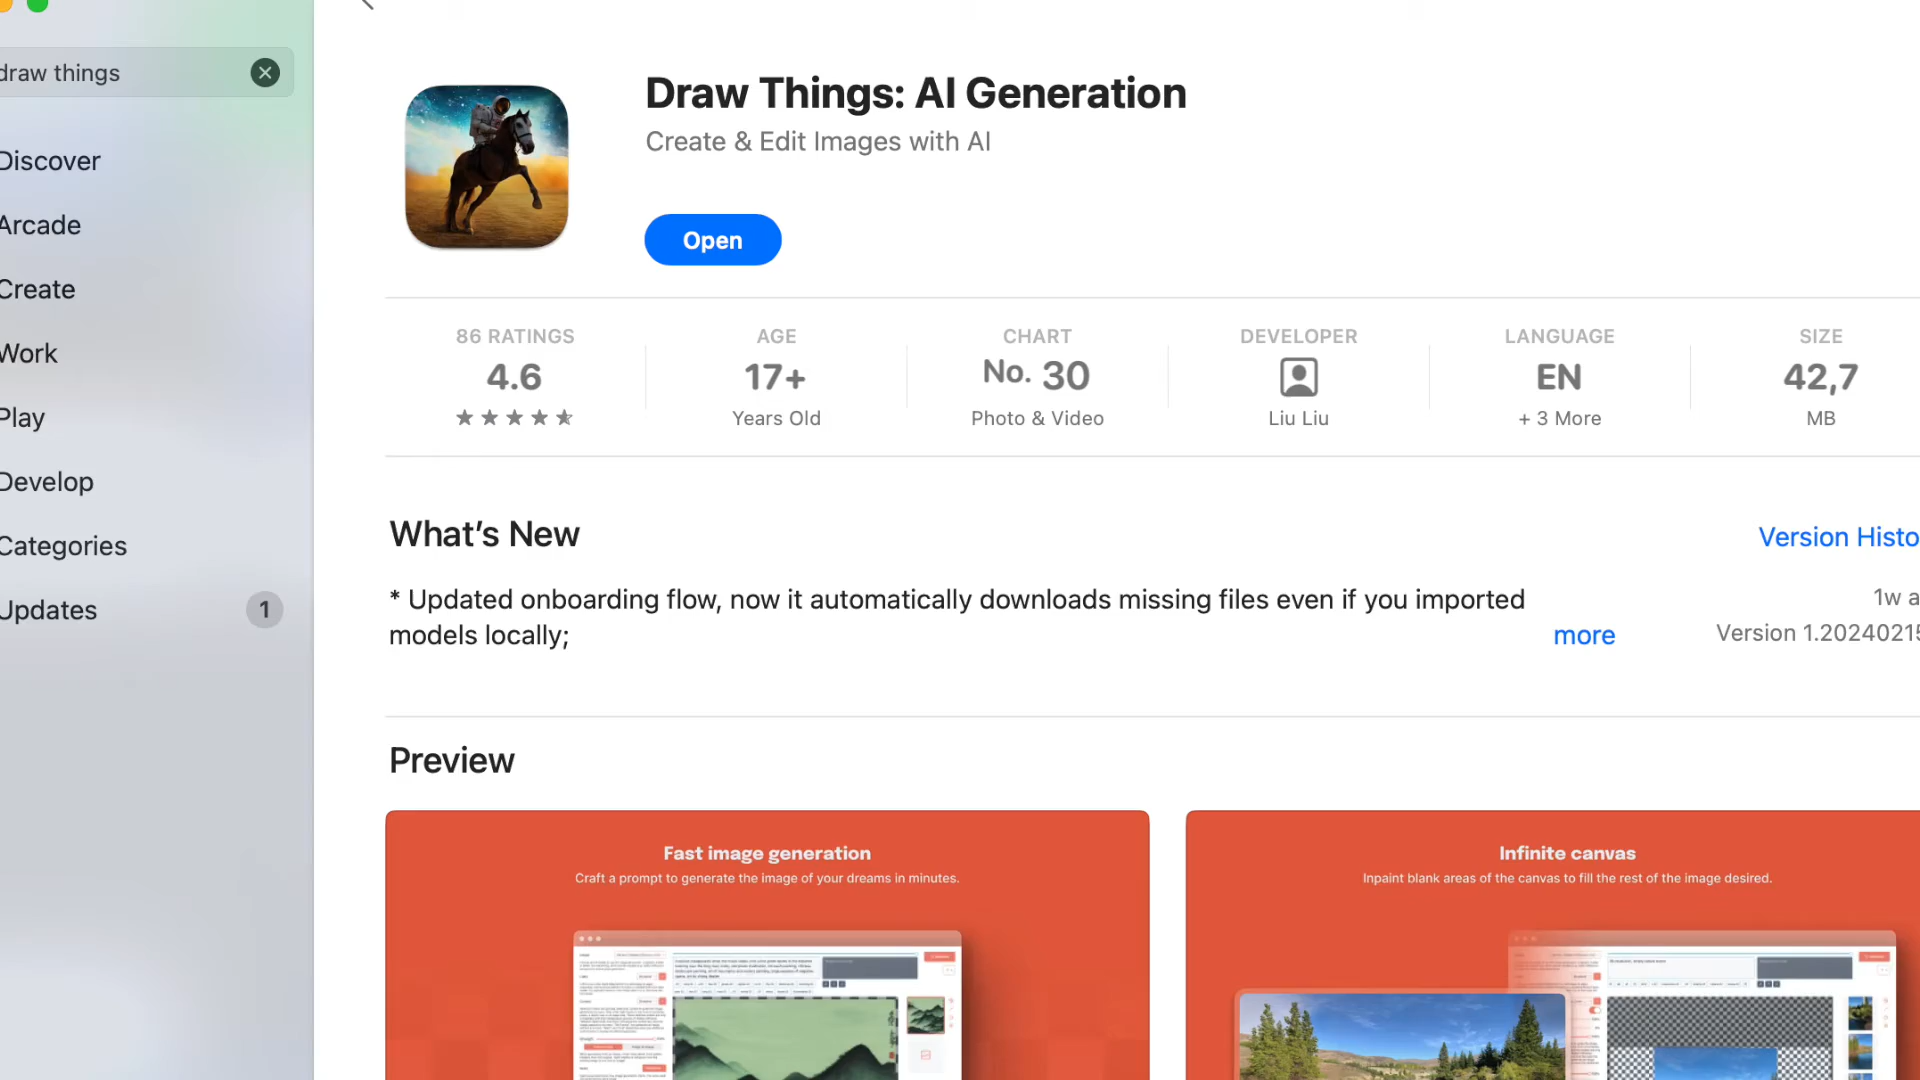 draw things
Discover
Arcade
Create
Work
Play
Develop
Categories
Updates
1
Draw Things: AI Generation
Create & Edit Images with AI
Open
86 RATINGS
4.6
AGE
17+
Years Old
CHART
No. 30
Photo & Video
DEVELOPER
Liu Liu
LANGUAGE
EN
+ 3 More
SIZE
42,7
MB
What's New
Version Histo
* Updated onboarding flow, now it automatically downloads missing files even if you imported
models locally;
more
1w a
Version 1.20240215
Preview
Fast image generation
Craft a prompt to generate the image of your dreams in minutes.
Infinite canvas
Inpaint blank areas of the canvas to fill the rest of the image desired.